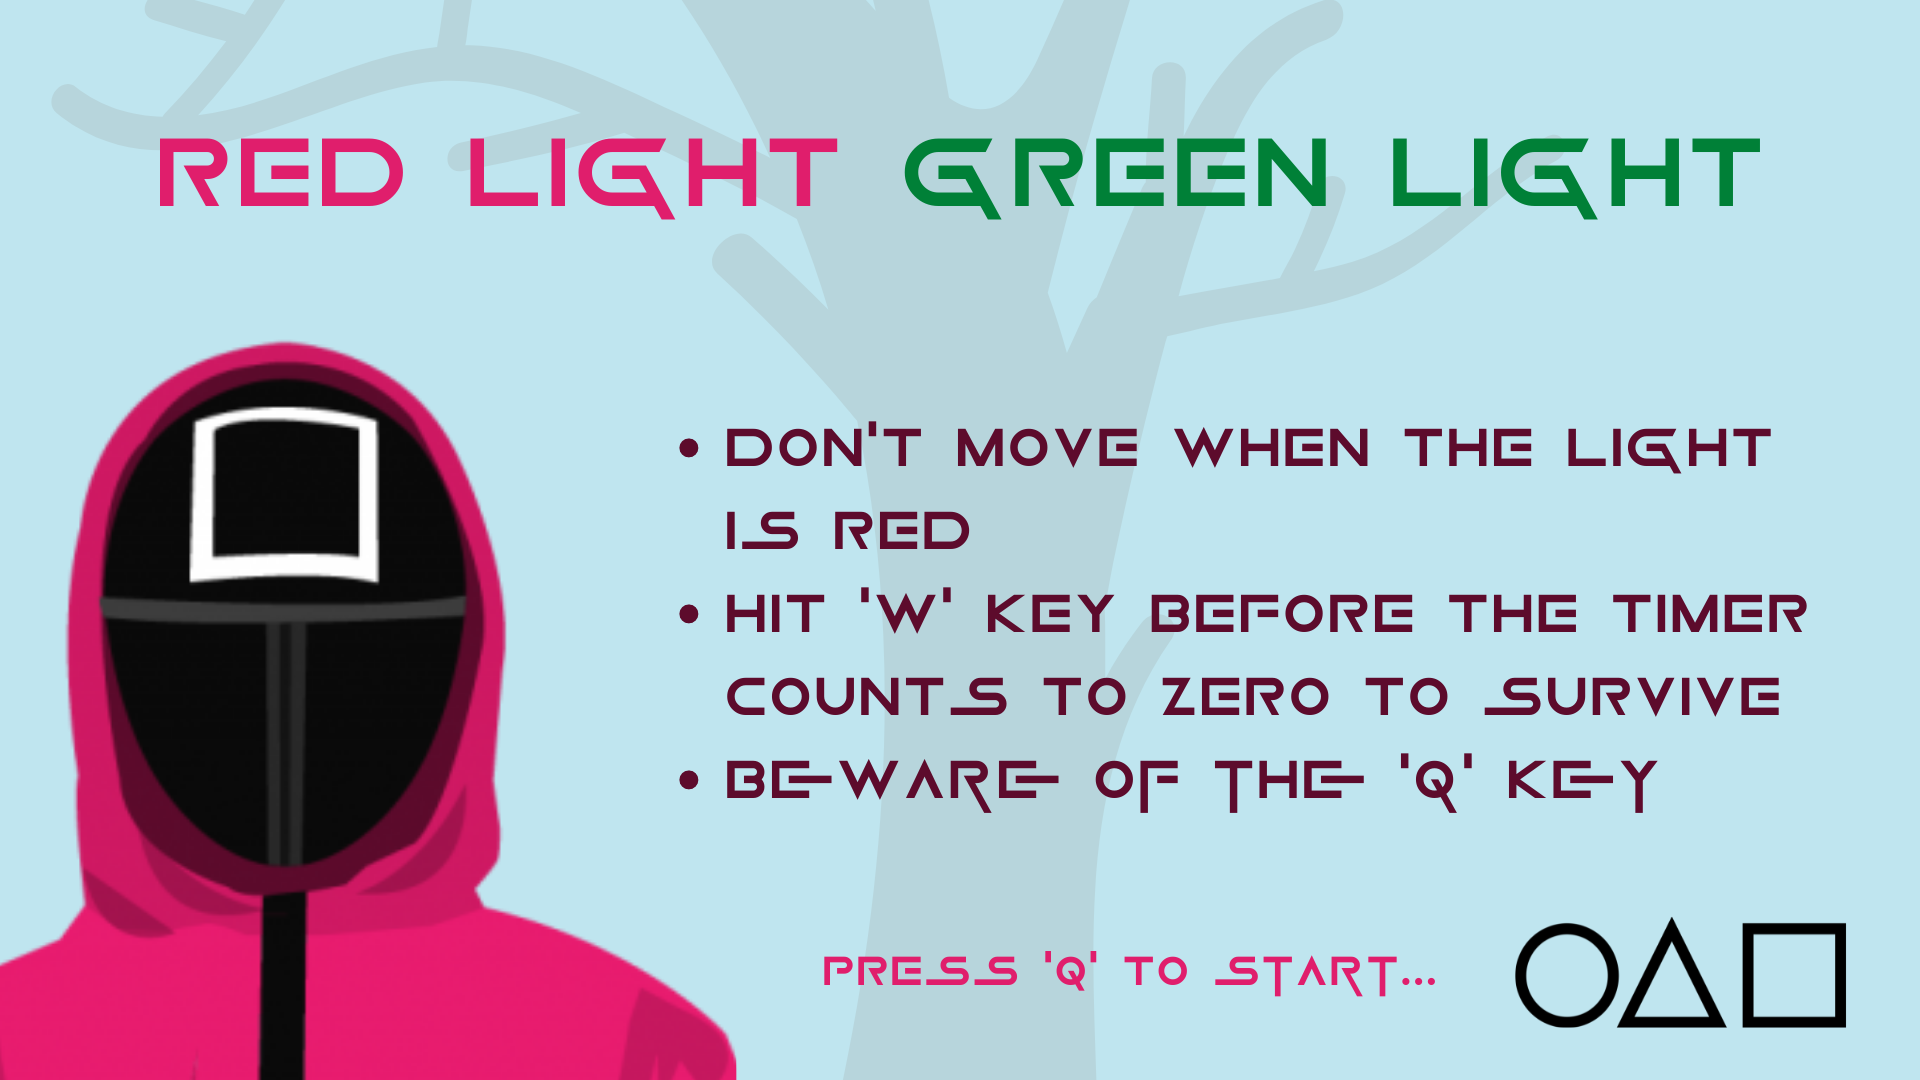 RED LIGHT GREEN LIGHT
• DON'T MOVE WHEN THE LIGHT
IS RED
• HIT 'W' KEY BEFORE THE TIMER
COUNTS TO ZERO TO SURVIVE
• BEWARE OF THE 'Q' KEY
PRESS 'Q' TO START...